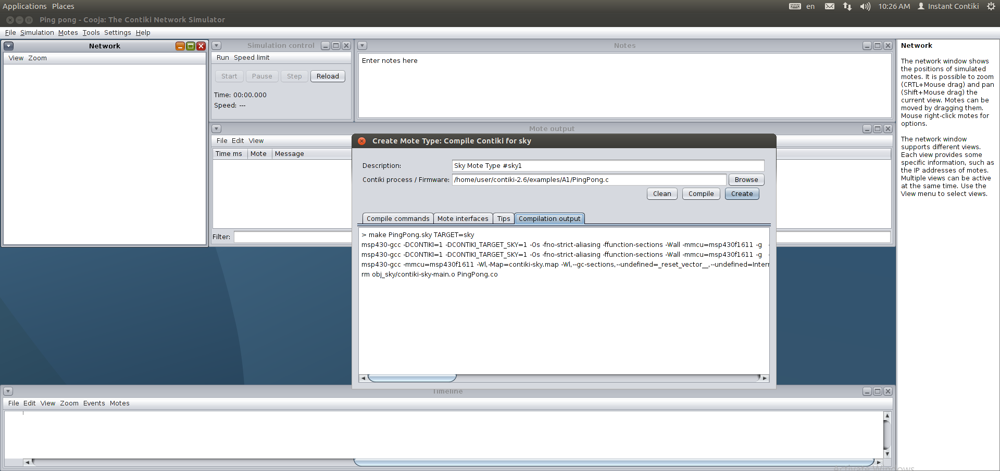 Applications Places
en 10:26 AM Instant Contiki
Ping pong - Cooja: The Contiki Network Simulator
File Simulation Motes Tools Settings Help
Network
View Zoom
Simulation control
Run Speed limit
Start Pause Step Reload
Time: 00:00.000
Speed: ---
Notes
Enter notes here
Mote output
File Edit View
Time ms Mote Message
Filter:
Create Mote Type: Compile Contiki for sky
Description: Sky Mote Type #sky1
Contiki process / Firmware: /home/user/contiki-2.6/examples/A1/PingPong.c Browse
Clean Compile Create
Compile commands Mote interfaces Tips Compilation output
> make PingPong.sky TARGET=sky
msp430-gcc -DCONTIKI=1 -DCONTIKI_TARGET_SKY=1 -Os -fno-strict-aliasing -ffunction-sections -Wall -mmcu=msp430f1611 -g -
msp430-gcc -DCONTIKI=1 -DCONTIKI_TARGET_SKY=1 -Os -fno-strict-aliasing -ffunction-sections -Wall -mmcu=msp430f1611 -g -
msp430-gcc -mmcu=msp430f1611 -Wl,-Map=contiki-sky.map -Wl,--gc-sections,--undefined=_reset_vector__,--undefined=Inter
rm obj_sky/contiki-sky-main.o PingPong.co
Timeline
File Edit View Zoom Events Motes
Network
The network window shows
the positions of simulated
motes. It is possible to zoom
(CRTL+Mouse drag) and pan
(Shift+Mouse drag) the
current view. Motes can be
moved by dragging them.
Mouse right-click motes for
options.
The network window
supports different views.
Each view provides some
specific information, such as
the IP addresses of motes.
Multiple views can be active
at the same time. Use the
View menu to select views.
Activate Windows